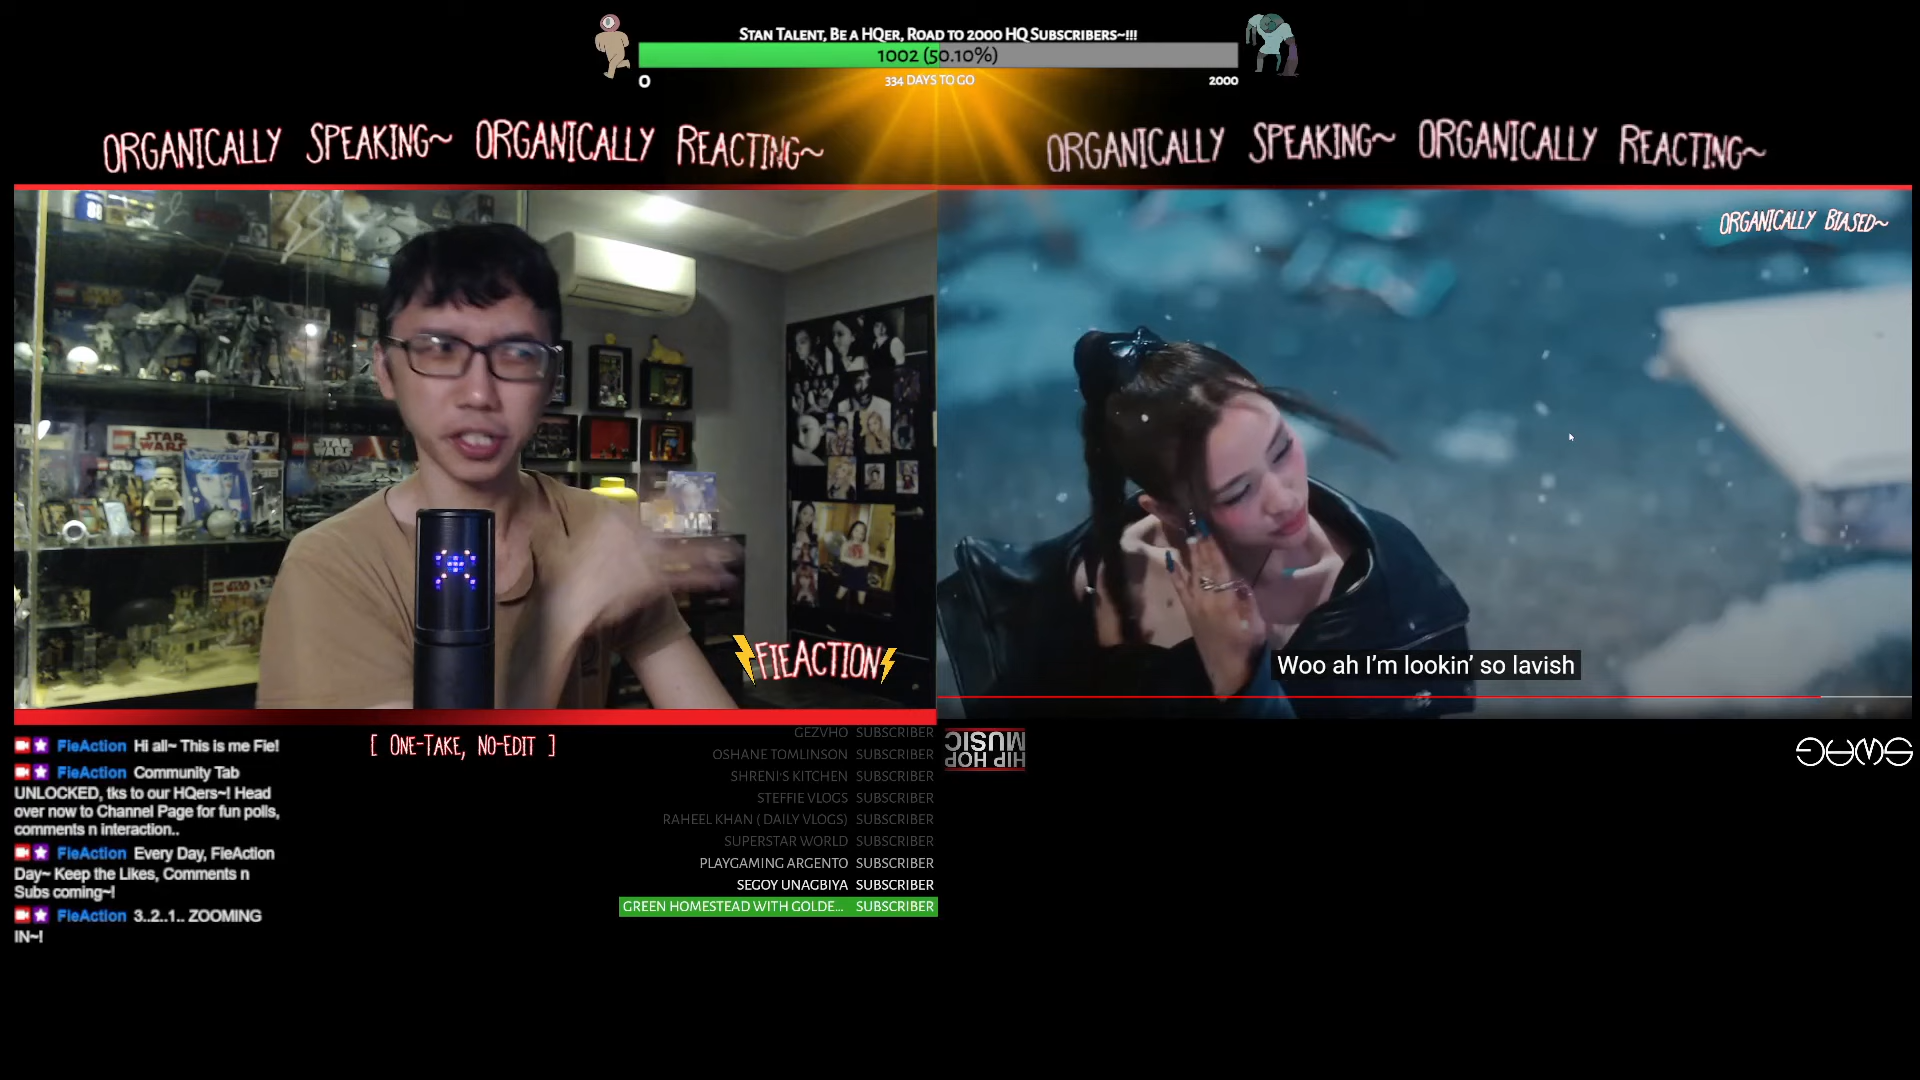 STAN TALENT, BE A HQER, ROAD TO 2000 HQ SUBSCRIBERS~!!!
1002 (50.10%)
0
334 DAYS TO GO
2000
ORGANICALLY SPEAKING~ ORGANICALLY REACTING~
ORGANICALLY SPEAKING~ ORGANICALLY REACTING~
ORGANICALLY BIASED~
LEGO STAR WARS
STAR WARS
STAR WARS
FIEACTION
Woo ah I'm lookin' so lavish
FieAction Hi all~ This is me Fie!
FieAction Community Tab
UNLOCKED, tks to our HQers~! Head
over now to Channel Page for fun polls,
comments n interaction..
FieAction Every Day, FieAction
Day~ Keep the Likes, Comments n
Subs coming~!
FieAction 3..2..1.. ZOOMING
IN~!
[ ONE-TAKE, NO-EDIT ]
GEZVHO SUBSCRIBER
OSHANE TOMLINSON SUBSCRIBER
SHRENI'S KITCHEN SUBSCRIBER
STEFFIE VLOGS SUBSCRIBER
RAHEEL KHAN ( DAILY VLOGS) SUBSCRIBER
SUPERSTAR WORLD SUBSCRIBER
PLAYGAMING ARGENTO SUBSCRIBER
SEGOY UNAGBIYA SUBSCRIBER
GREEN HOMESTEAD WITH GOLDE... SUBSCRIBER
HIP HOP
MUSIC